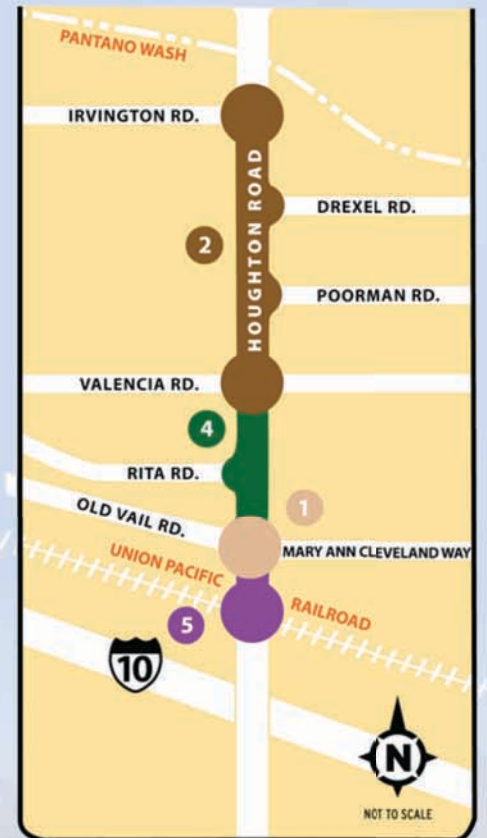 PANTANO WASH
IRVINGTON RD.
HOUGHTON ROAD
DREXEL RD.
2
POORMAN RD.
VALENCIA RD.
4
RITA RD.
1
OLD VAIL RD.
MARY ANN CLEVELAND WAY
UNION PACIFIC
RAILROAD
5
10
N
NOT TO SCALE